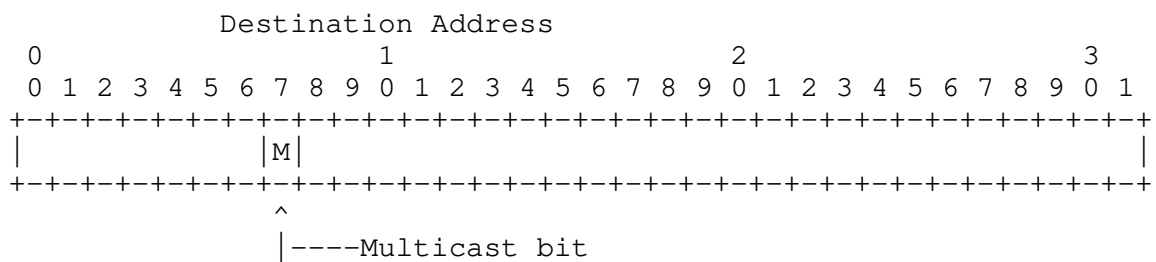 Destination Address
0                   1                   2                   3
0 1 2 3 4 5 6 7 8 9 0 1 2 3 4 5 6 7 8 9 0 1 2 3 4 5 6 7 8 9 0 1
+-+-+-+-+-+-+-+-+-+-+-+-+-+-+-+-+-+-+-+-+-+-+-+-+-+-+-+-+-+-+-+-+
|             |M|                                               |
+-+-+-+-+-+-+-+-+-+-+-+-+-+-+-+-+-+-+-+-+-+-+-+-+-+-+-+-+-+-+-+-+
^
|----Multicast bit